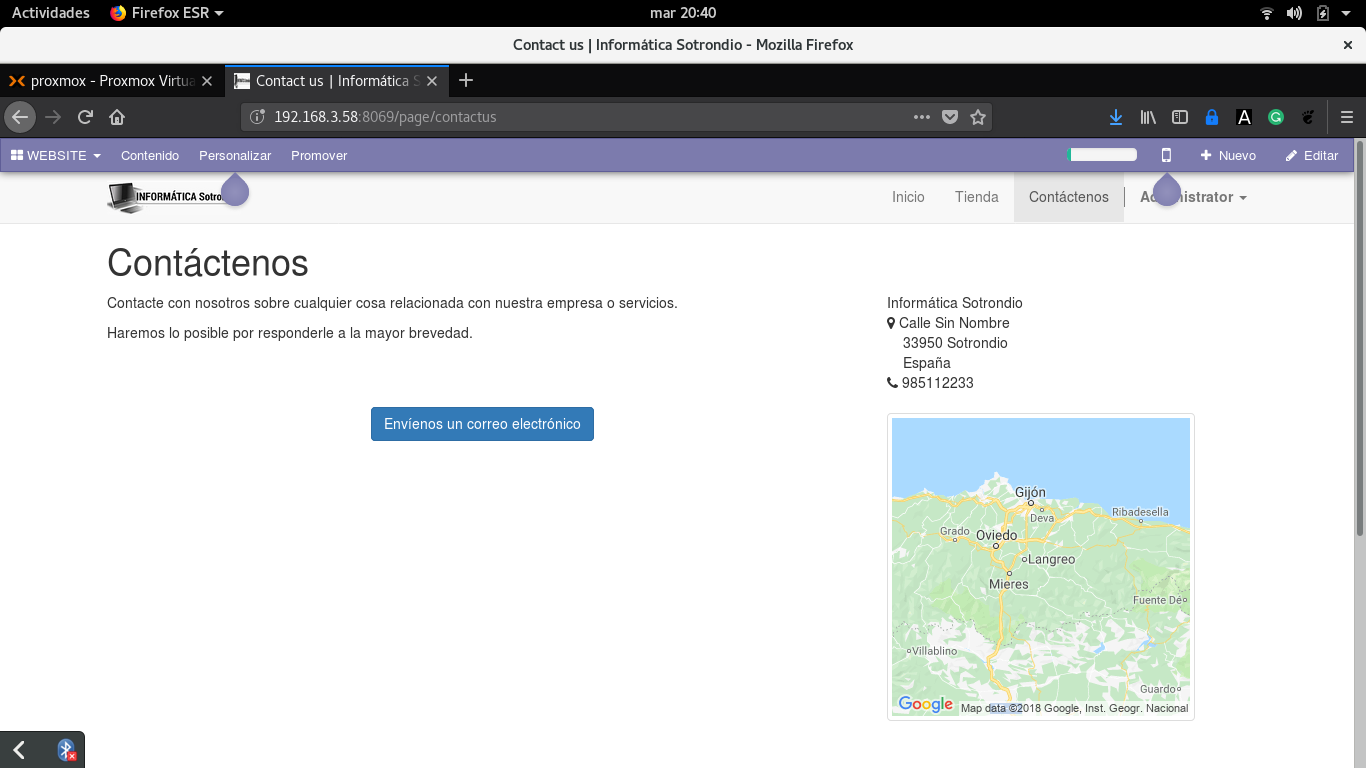 Actividades Firefox ESR mar 20:40
Contact us | Informática Sotrondio - Mozilla Firefox
proxmox - Proxmox Virtua Contact us | Informática S
192.168.3.58:8069/page/contactus
WEBSITE Contenido Personalizar Promover Nuevo Editar
INFORMÁTICA Sotro Inicio Tienda Contáctenos
Contáctenos
Contacte con nosotros sobre cualquier cosa relacionada con nuestra empresa o servicios.
Haremos lo posible por responderle a la mayor brevedad.
Envíenos un correo electrónico
Informática Sotrondio
Calle Sin Nombre
33950 Sotrondio
España
985112233
Gijón
Deva
Ribadesella
Grado
Oviedo
Langreo
Mieres
Fuente Dé
Villablino
Guardo
Google Map data ©2018 Google, Inst. Geogr. Nacional